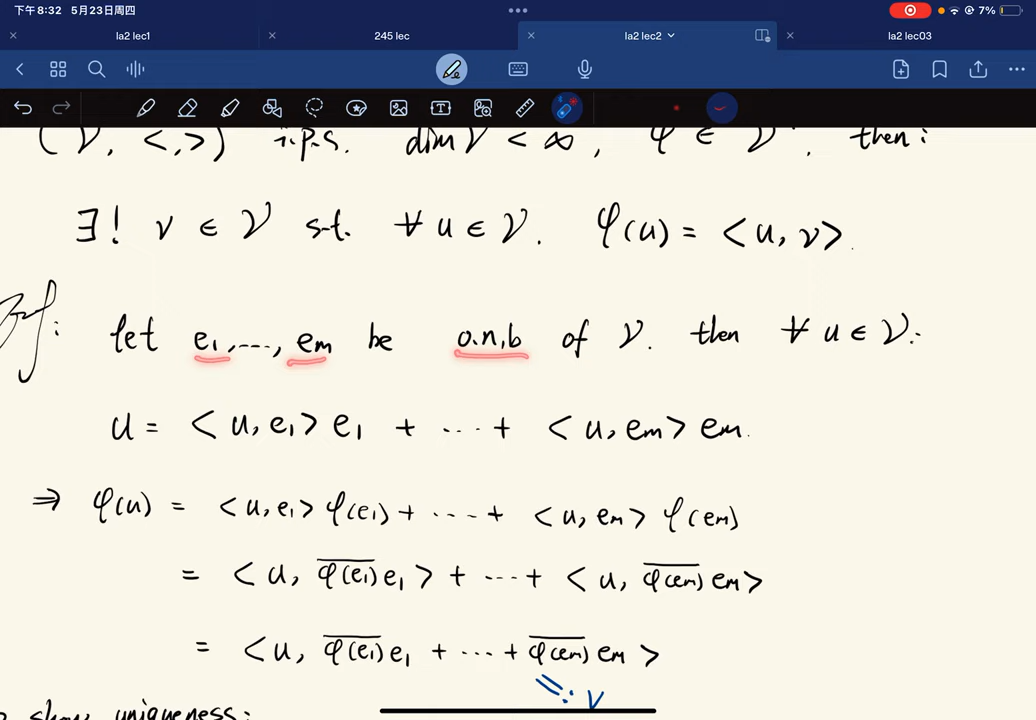 下午8:32 5月23日周四
7%
la2 lec1
245 lec
la2 lec2
la2 lec03
(V, <,>) i.p.s. dim V < ∞, φ ∈ V'. then:
∃! v ∈ V s.t. ∀ u ∈ V. φ(u) = <u, v>.
Prf: let e₁,...., eₘ be o.n.b of V. then ∀ u ∈ V:
u = <u, e₁> e₁ + ... + <u, eₘ> eₘ.
⇒ φ(u) = <u, e₁> φ(e₁) + .... + <u, eₘ> φ(eₘ)
= <u, \overline{φ(e₁)} e₁> + ... + <u, \overline{φ(eₘ)} eₘ>
= <u, \overline{φ(e₁)} e₁ + .... + \overline{φ(eₘ)} eₘ>
=: v
show uniqueness: